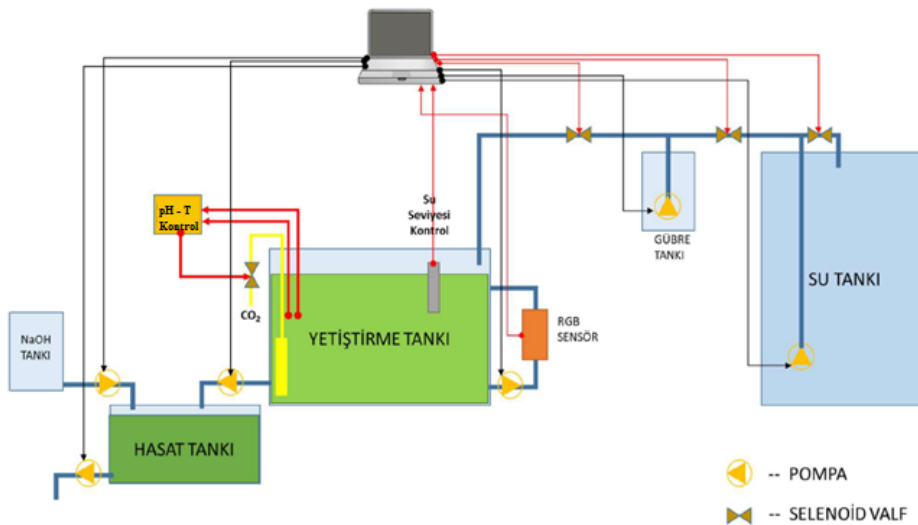 pH - T
Kontrol
Su
Seviyesi
Kontrol
GÜBRE
TANKI
SU TANKI
CO₂
NaOH
TANKI
YETİŞTİRME TANKI
RGB
SENSÖR
HASAT TANKI
-- POMPA
-- SELENOİD VALF